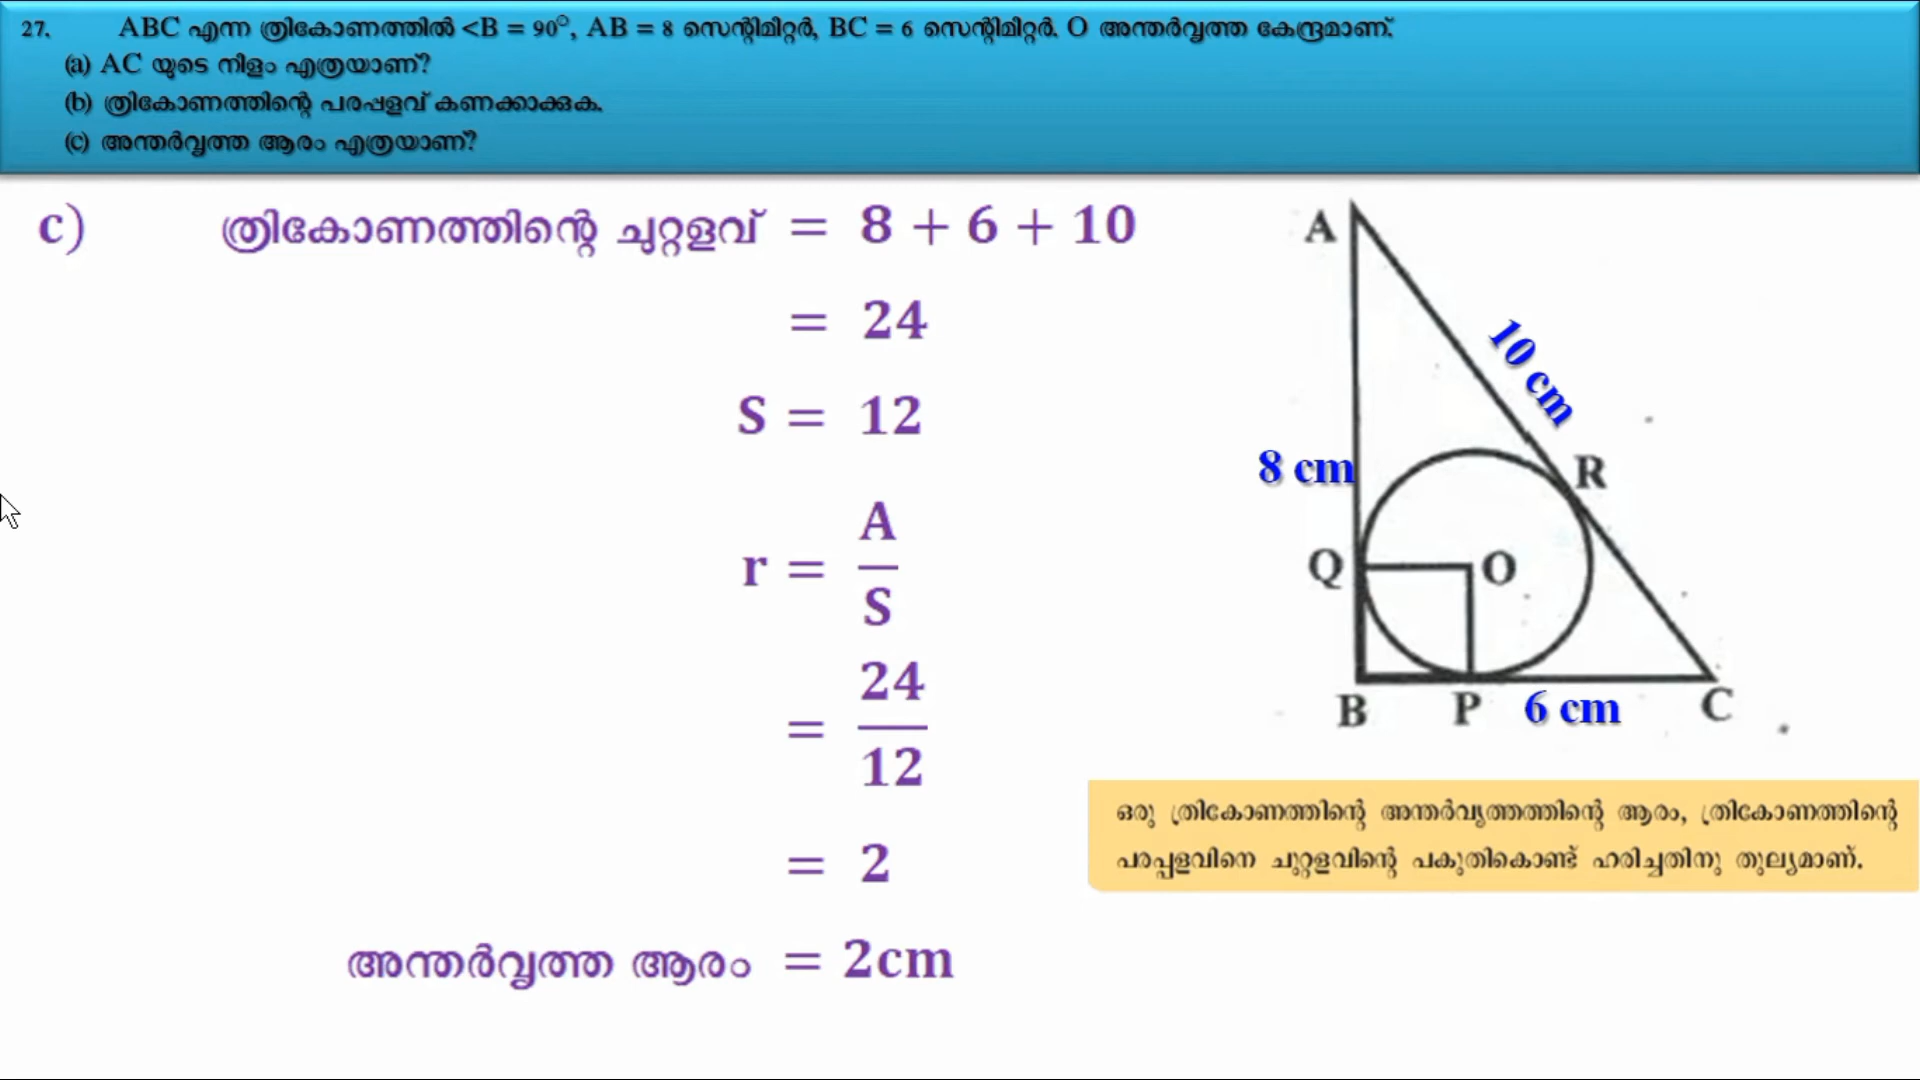 27. ABC എന്ന ത്രികോണത്തിൽ <B = 90°, AB = 8 സെന്റിമീറ്റർ, BC = 6 സെന്റിമീറ്റർ. O അന്തർവൃത്ത കേന്ദ്രമാണ്.
(a) AC യുടെ നീളം എത്രയാണ്?
(b) ത്രികോണത്തിന്റെ പരപ്പളവ് കണക്കാക്കുക.
(c) അന്തർവൃത്ത ആരം എത്രയാണ്?
c) ത്രികോണത്തിന്റെ ചുറ്റളവ് = 8 + 6 + 10
= 24
S = 12
r = A
S
= 24
12
= 2
അന്തർവൃത്ത ആരം = 2cm
A
10 cm
8 cm
R
Q
O
B
P
6 cm
C
ഒരു ത്രികോണത്തിന്റെ അന്തർവൃത്തത്തിന്റെ ആരം, ത്രികോണത്തിന്റെ
പരപ്പളവിനെ ചുറ്റളവിന്റെ പകുതികൊണ്ട് ഹരിച്ചതിനു തുല്യമാണ്.